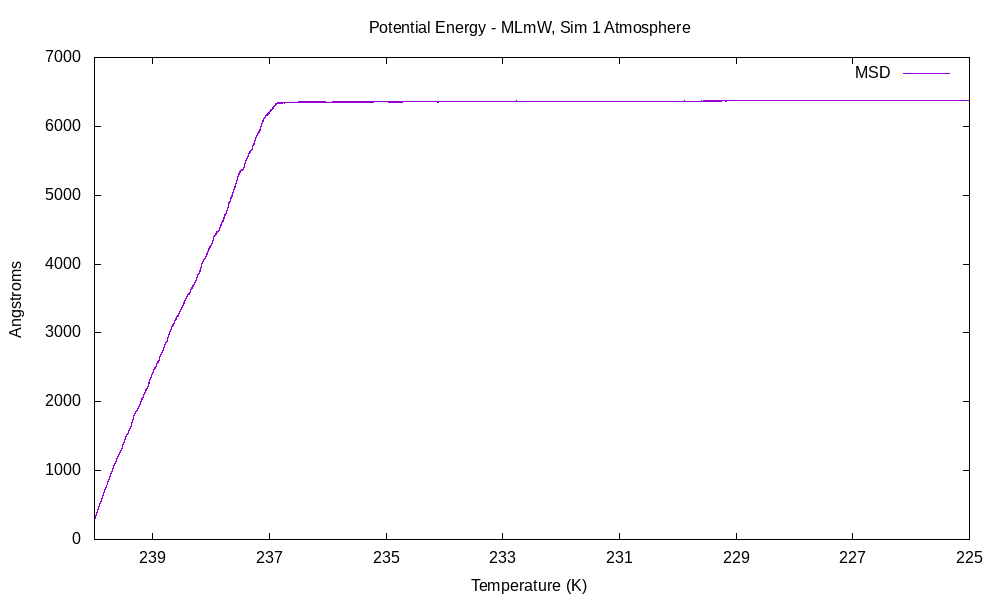 Potential Energy - MLmW, Sim 1 Atmosphere
MSD
7000
6000
5000
4000
3000
2000
1000
0
Angstroms
239 237 235 233 231 229 227 225
Temperature (K)